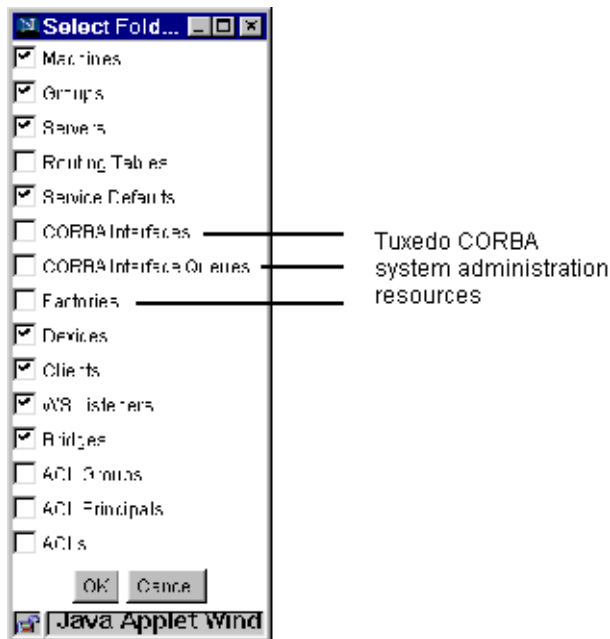 Select Fold...
Machines
Groups
Servers
Routing Tables
Service Defaults
CORBA Interfaces
CORBA Interface Queues
Factories
Devices
Clients
WS Listeners
Bridges
ACL Groups
ACL Principals
ACLs
OK Cancel
Java Applet Wind
Tuxedo CORBA
system administration
resources